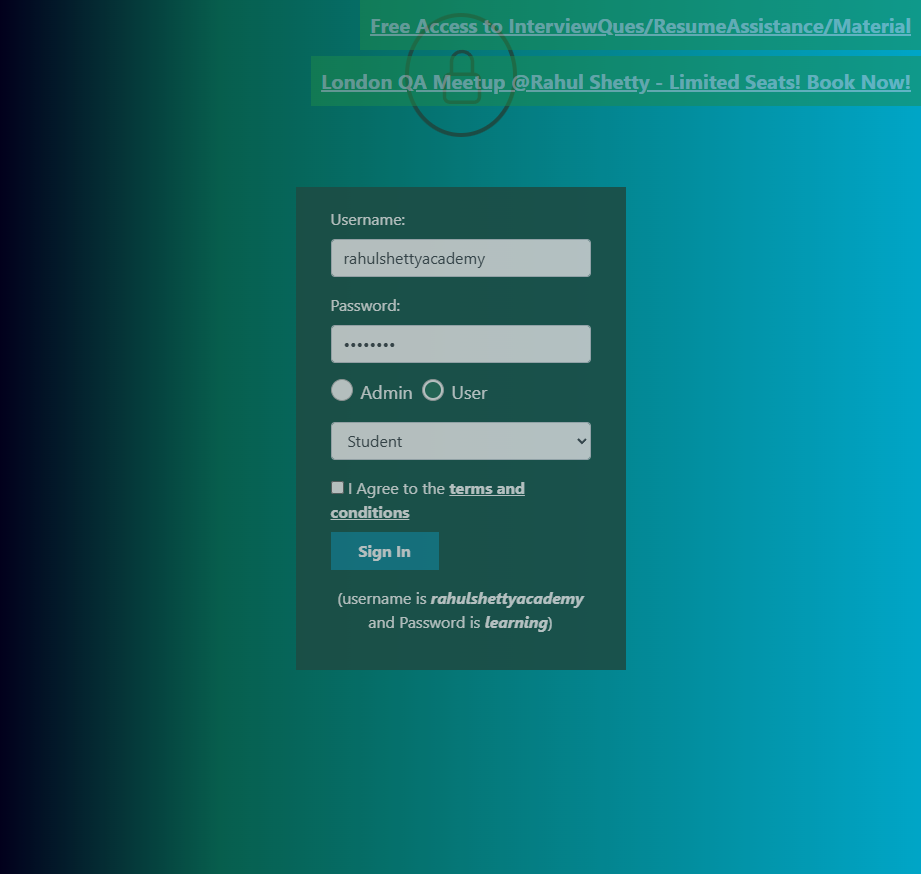 Free Access to InterviewQues/ResumeAssistance/Material
London QA Meetup @Rahul Shetty - Limited Seats! Book Now!
Username:
rahulshettyacademy
Password:
••••••••
Admin User
Student
I Agree to the terms and
conditions
Sign In
(username is rahulshettyacademy
and Password is learning)